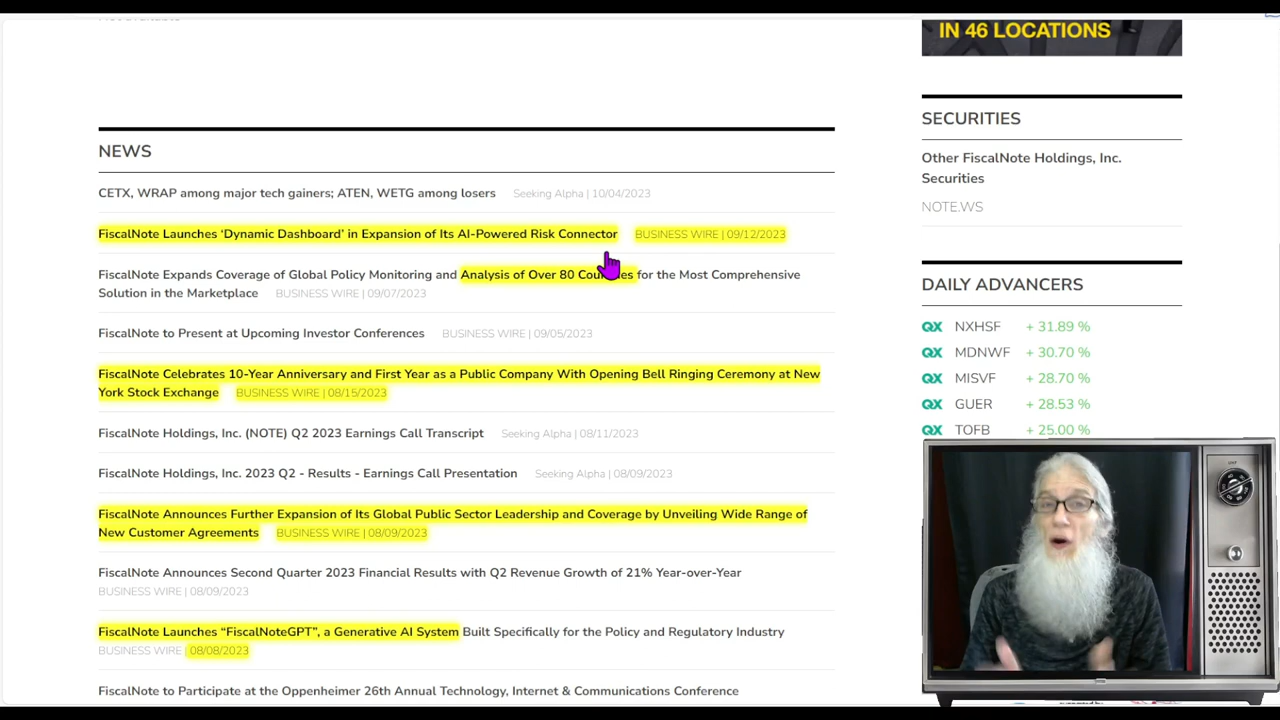 IN 46 LOCATIONS
NEWS
CETX, WRAP among major tech gainers; ATEN, WETG among losers Seeking Alpha | 10/04/2023
FiscalNote Launches ‘Dynamic Dashboard’ in Expansion of Its AI-Powered Risk Connector BUSINESS WIRE | 09/12/2023
FiscalNote Expands Coverage of Global Policy Monitoring and Analysis of Over 80 for the Most Comprehensive
Solution in the Marketplace BUSINESS WIRE | 09/07/2023
FiscalNote to Present at Upcoming Investor Conferences BUSINESS WIRE | 09/05/2023
FiscalNote Celebrates 10-Year Anniversary and First Year as a Public Company With Opening Bell Ringing Ceremony at New
York Stock Exchange BUSINESS WIRE | 08/15/2023
FiscalNote Holdings, Inc. (NOTE) Q2 2023 Earnings Call Transcript Seeking Alpha | 08/11/2023
FiscalNote Holdings, Inc. 2023 Q2 - Results - Earnings Call Presentation Seeking Alpha | 08/09/2023
FiscalNote Announces Further Expansion of Its Global Public Sector Leadership and Coverage by Unveiling Wide Range of
New Customer Agreements BUSINESS WIRE | 08/09/2023
FiscalNote Announces Second Quarter 2023 Financial Results with Q2 Revenue Growth of 21% Year-over-Year
BUSINESS WIRE | 08/09/2023
FiscalNote Launches “FiscalNoteGPT”, a Generative AI System Built Specifically for the Policy and Regulatory Industry
BUSINESS WIRE | 08/08/2023
FiscalNote to Participate at the Oppenheimer 26th Annual Technology, Internet & Communications Conference
SECURITIES
Other FiscalNote Holdings, Inc.
Securities
NOTE.WS
DAILY ADVANCERS
QX NXHSF + 31.89 %
QX MDNWF + 30.70 %
QX MISVF + 28.70 %
QX GUER + 28.53 %
QX TOFB + 25.00 %